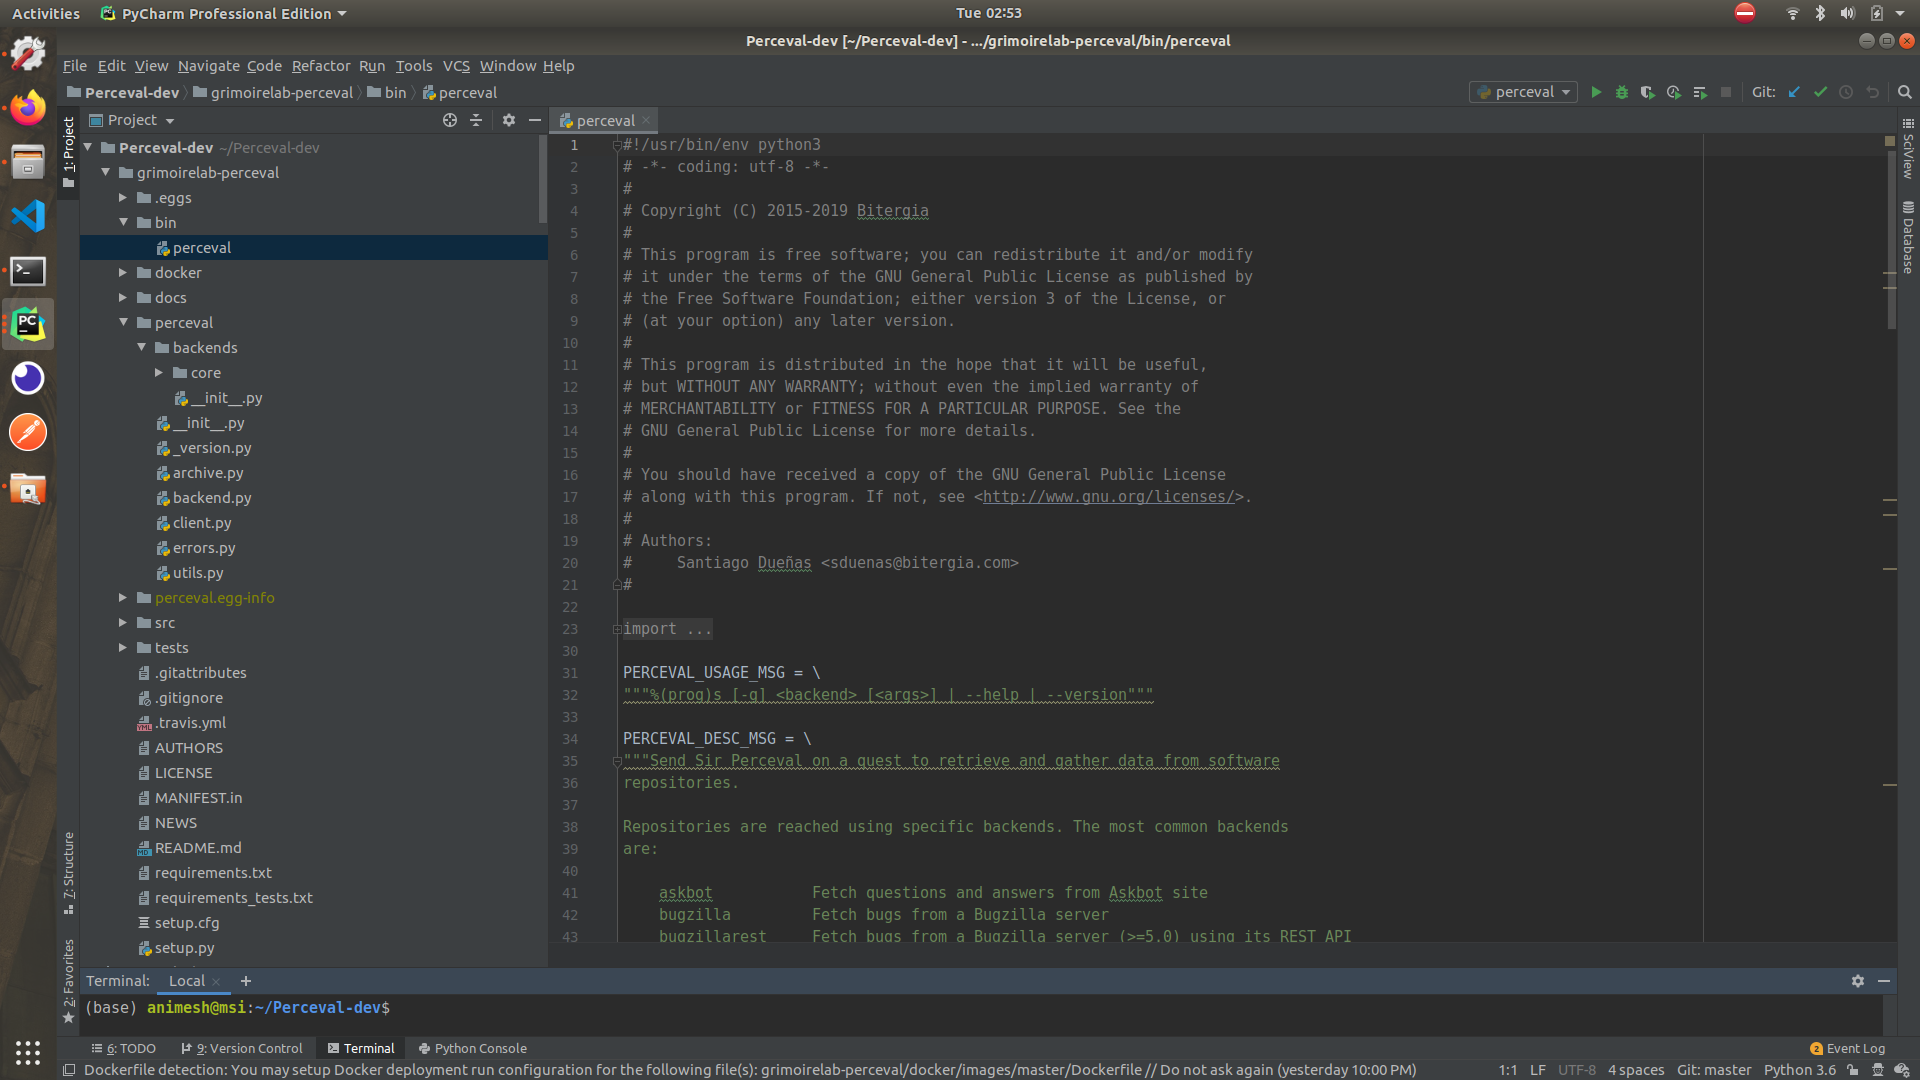 Activities PyCharm Professional Edition Tue 02:53
Perceval-dev [~/Perceval-dev] - .../grimoirelab-perceval/bin/perceval
File Edit View Navigate Code Refactor Run Tools VCS Window Help
Perceval-dev grimoirelab-perceval bin perceval perceval Git:
Project perceval
1: Project
7: Structure
2: Favorites
Perceval-dev ~/Perceval-dev
grimoirelab-perceval
.eggs
bin
perceval
docker
docs
perceval
backends
core
__init__.py
__init__.py
_version.py
archive.py
backend.py
client.py
errors.py
utils.py
perceval.egg-info
src
tests
.gitattributes
.gitignore
.travis.yml
AUTHORS
LICENSE
MANIFEST.in
NEWS
README.md
requirements.txt
requirements_tests.txt
setup.cfg
setup.py
1 #!/usr/bin/env python3
2 # -*- coding: utf-8 -*-
3 #
4 # Copyright (C) 2015-2019 Bitergia
5 #
6 # This program is free software; you can redistribute it and/or modify
7 # it under the terms of the GNU General Public License as published by
8 # the Free Software Foundation; either version 3 of the License, or
9 # (at your option) any later version.
10 #
11 # This program is distributed in the hope that it will be useful,
12 # but WITHOUT ANY WARRANTY; without even the implied warranty of
13 # MERCHANTABILITY or FITNESS FOR A PARTICULAR PURPOSE. See the
14 # GNU General Public License for more details.
15 #
16 # You should have received a copy of the GNU General Public License
17 # along with this program. If not, see <http://www.gnu.org/licenses/>.
18 #
19 # Authors:
20 #     Santiago Dueñas <sduenas@bitergia.com>
21 #
22
23 import ...
30
31 PERCEVAL_USAGE_MSG = \
32 """%(prog)s [-g] <backend> [<args>] | --help | --version"""
33
34 PERCEVAL_DESC_MSG = \
35 """Send Sir Perceval on a quest to retrieve and gather data from software
36 repositories.
37
38 Repositories are reached using specific backends. The most common backends
39 are:
40
41     askbot           Fetch questions and answers from Askbot site
42     bugzilla         Fetch bugs from a Bugzilla server
43     bugzillarest     Fetch bugs from a Bugzilla server (>=5.0) using its REST API
SciView
Database
Terminal: Local
(base) animesh@msi:~/Perceval-dev$
6: TODO 9: Version Control Terminal Python Console 2 Event Log
Dockerfile detection: You may setup Docker deployment run configuration for the following file(s): grimoirelab-perceval/docker/images/master/Dockerfile // Do not ask again (yesterday 10:00 PM) 1:1 LF UTF-8 4 spaces Git: master Python 3.6